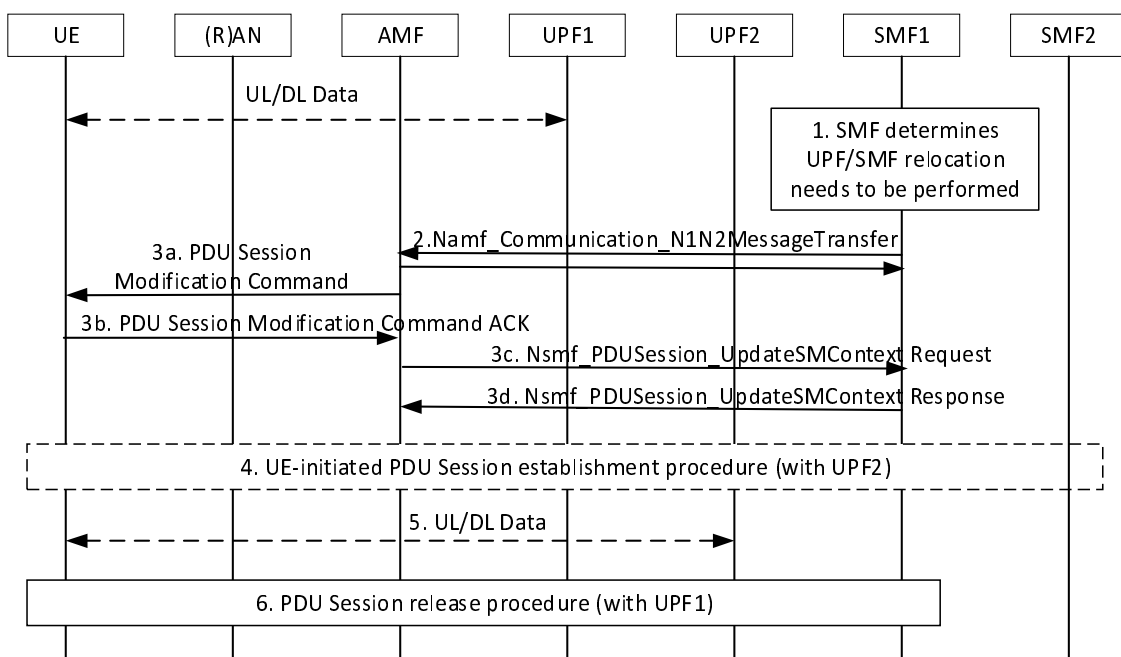 UE
(R)AN
AMF
UPF1
UPF2
SMF1
SMF2
UL/DL Data
1. SMF determines
UPF/SMF relocation
needs to be performed
2.Namf_Communication_N1N2MessageTransfer
3a. PDU Session
Modification Command
3b. PDU Session Modification Command ACK
3c. Nsmf_PDUSession_UpdateSMContext Request
3d. Nsmf_PDUSession_UpdateSMContext Response
4. UE-initiated PDU Session establishment procedure (with UPF2)
5. UL/DL Data
6. PDU Session release procedure (with UPF1)